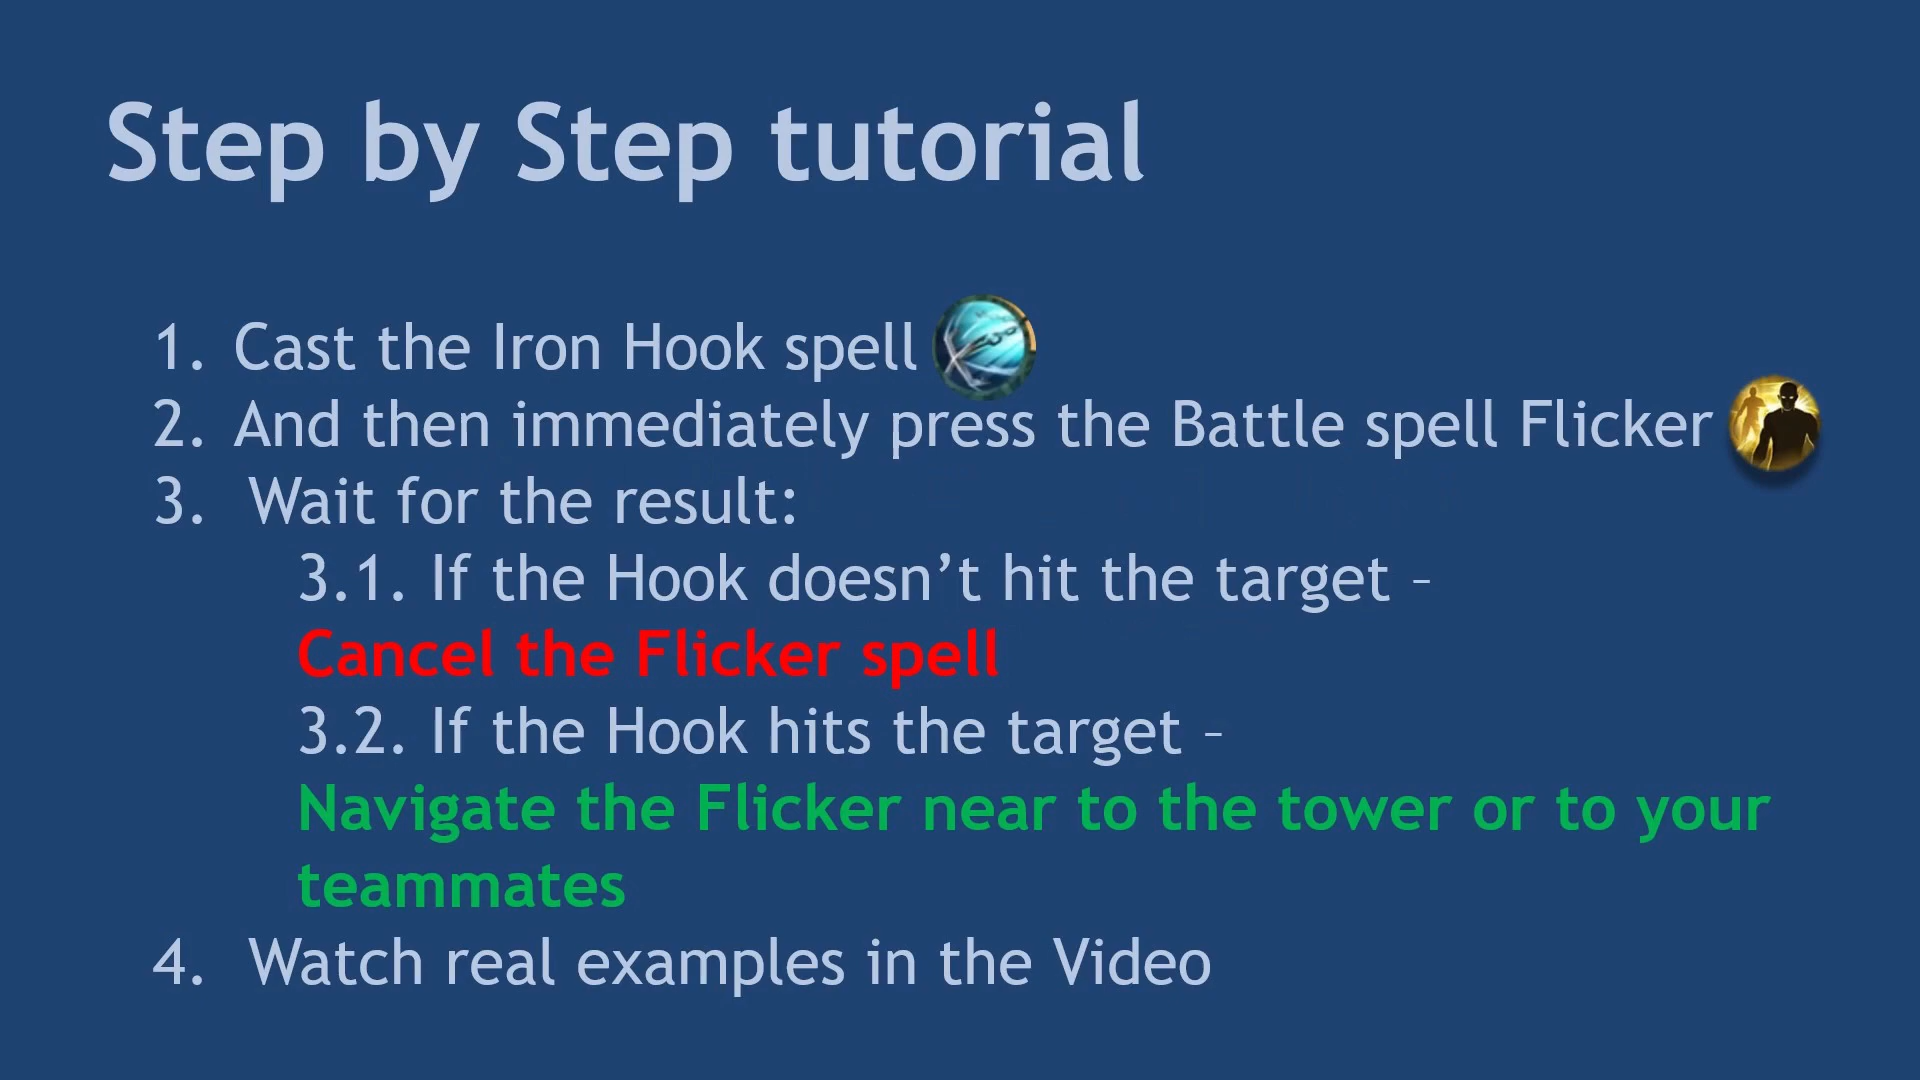 Step by Step tutorial
1. Cast the Iron Hook spell
2. And then immediately press the Battle spell Flicker
3. Wait for the result:
3.1. If the Hook doesn’t hit the target –
Cancel the Flicker spell
3.2. If the Hook hits the target –
Navigate the Flicker near to the tower or to your
teammates
4. Watch real examples in the Video